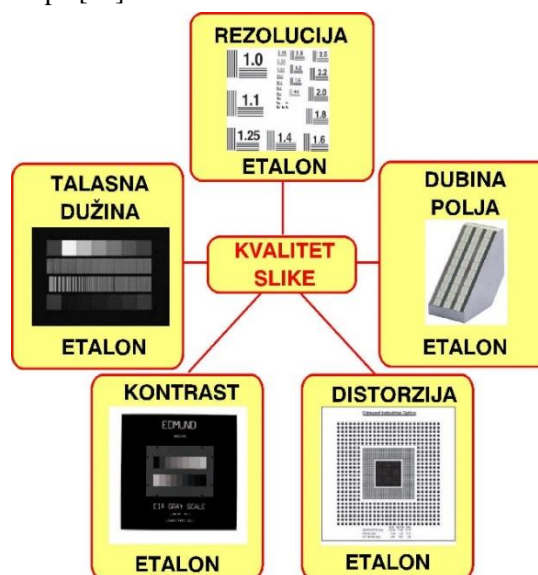 REZOLUCIJA
1.0
1.1
1.25
1.4
1.6
1.8
2.0
2.2
2.5
ETALON
TALASNA
DUŽINA
ETALON
DUBINA
POLJA
ETALON
KVALITET
SLIKE
KONTRAST
EDMUND
EIA GRAY SCALE
ETALON
DISTORZIJA
Edmund Industrial Optics
ETALON